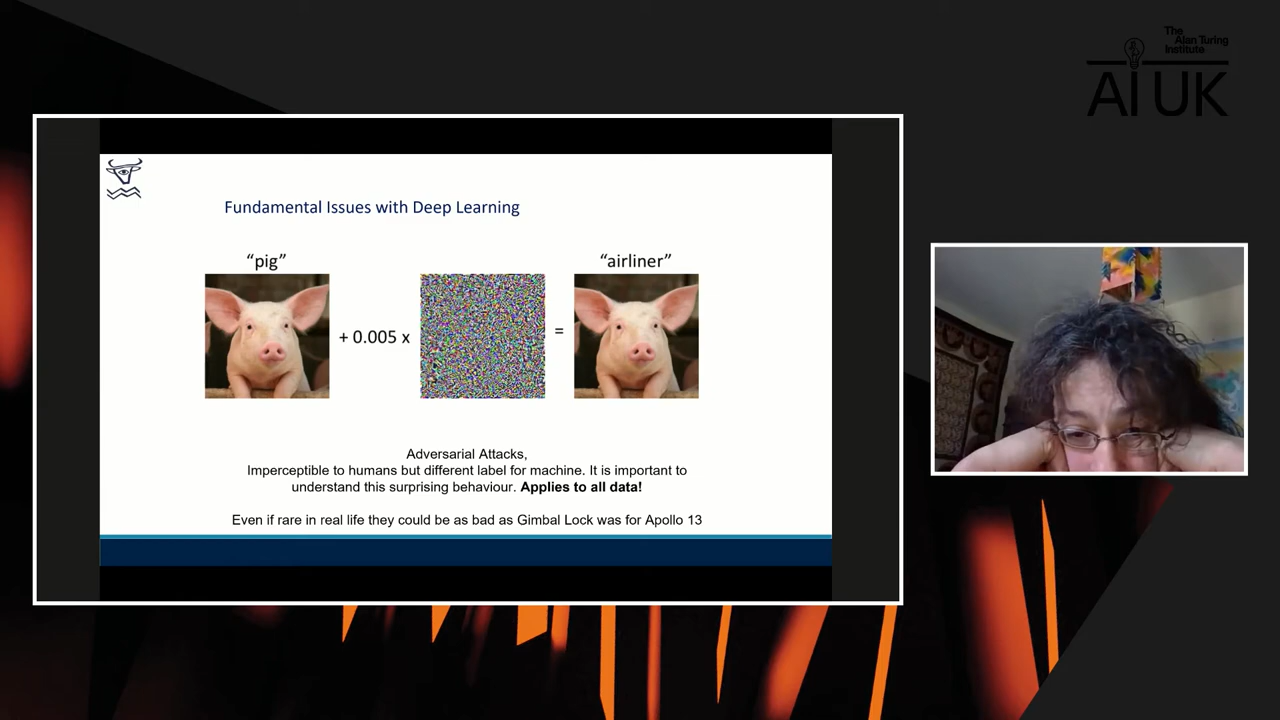 The
Alan Turing
Institute
AI UK
Fundamental Issues with Deep Learning
“pig”
“airliner”
+ 0.005 x
=
Adversarial Attacks,
Imperceptible to humans but different label for machine. It is important to
understand this surprising behaviour. Applies to all data!
Even if rare in real life they could be as bad as Gimbal Lock was for Apollo 13